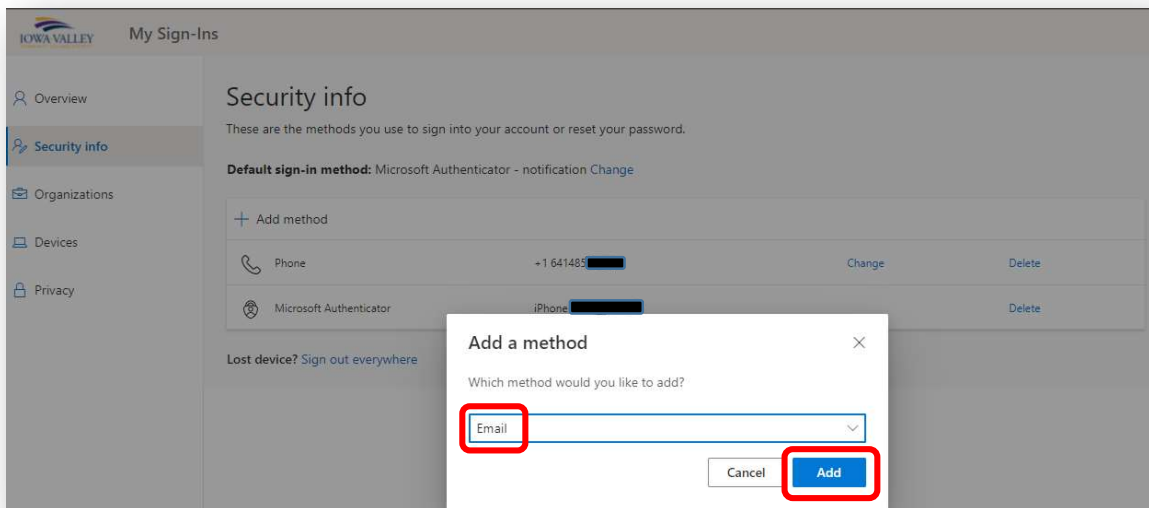 IOWA VALLEY
My Sign-Ins
Overview
Security info
Organizations
Devices
Privacy
Security info
These are the methods you use to sign into your account or reset your password.
Default sign-in method: Microsoft Authenticator - notification Change
+ Add method
Phone +1 641485 Change Delete
Microsoft Authenticator iPhone Delete
Lost device? Sign out everywhere
Add a method
Which method would you like to add?
Email
Cancel Add